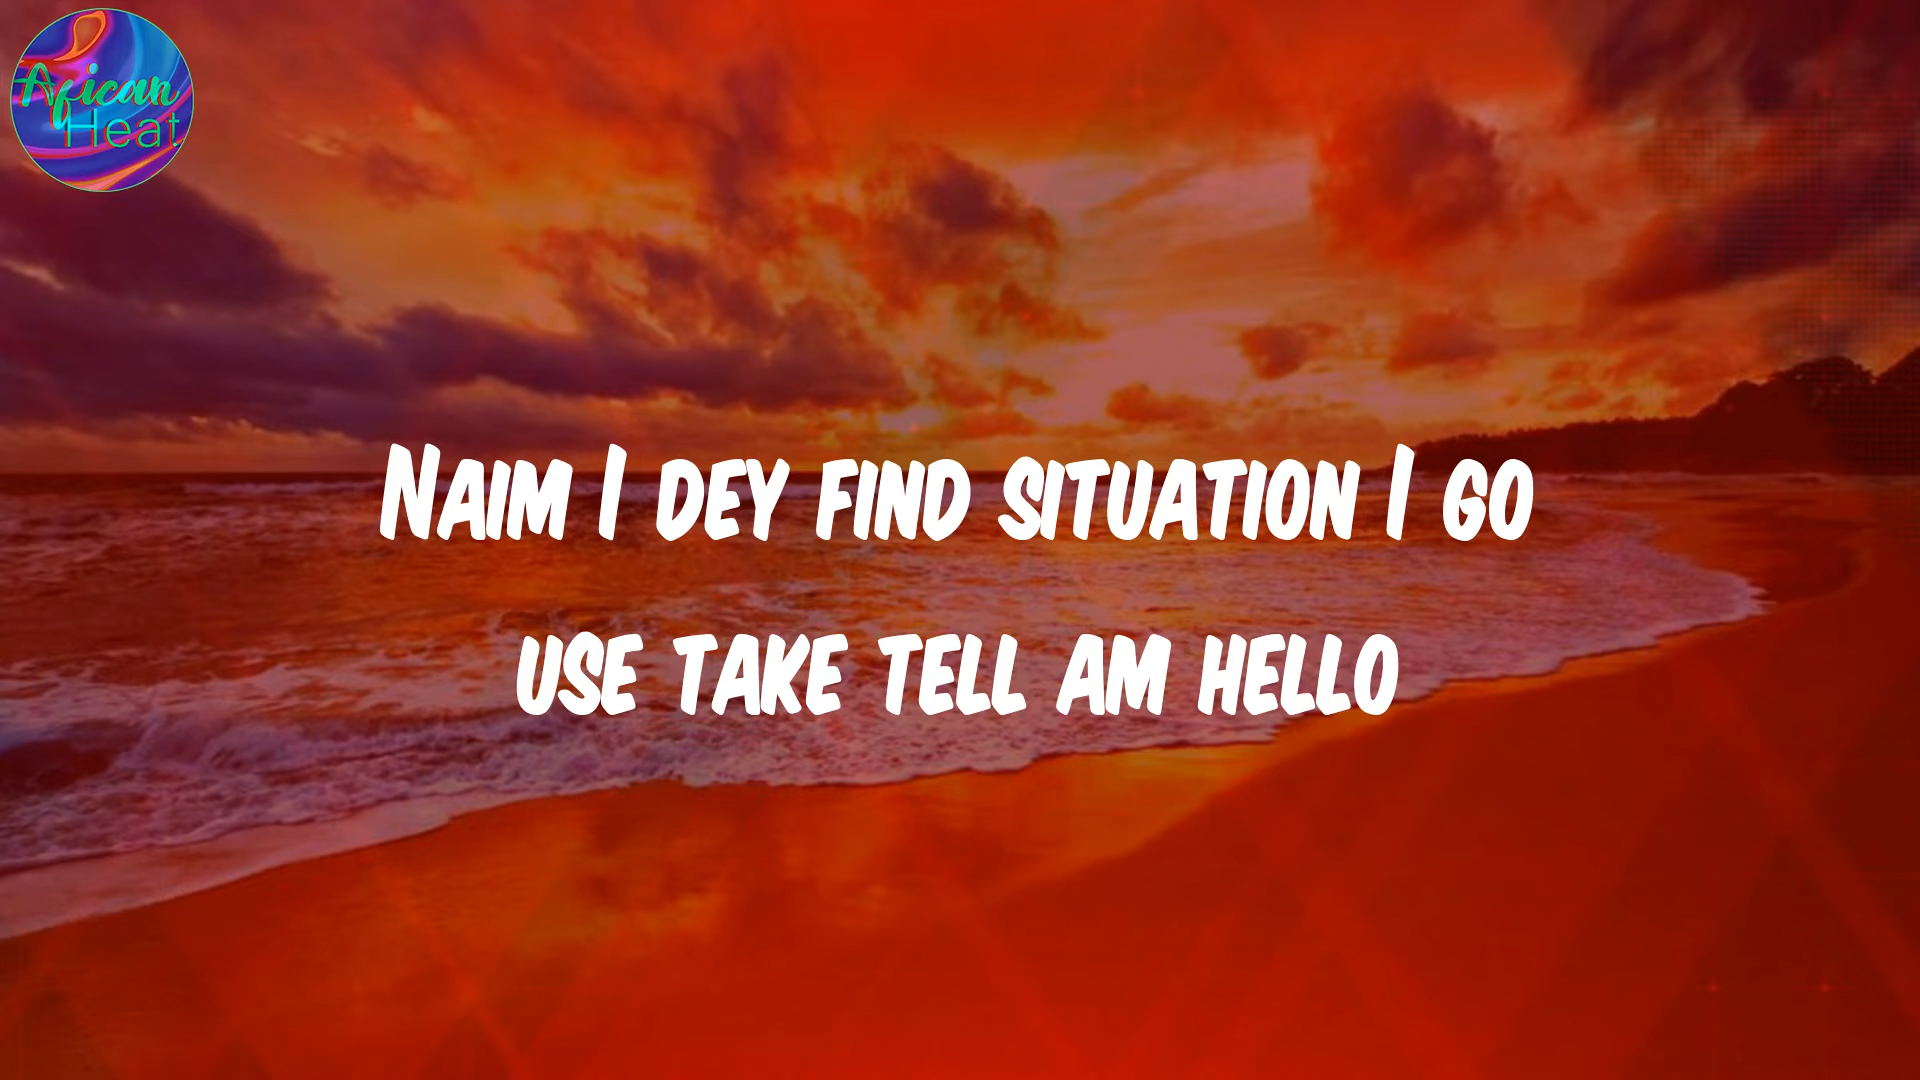 Afican
Heat
NAIM I DEY FIND SITUATION I GO
USE TAKE TELL AM HELLO